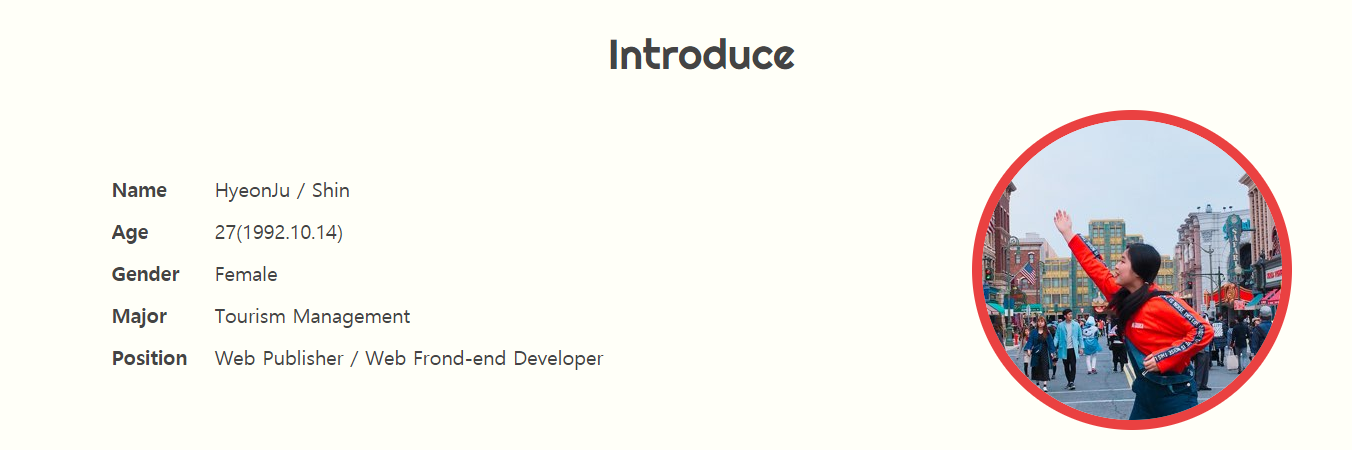 Introduce
Name HyeonJu / Shin
Age 27(1992.10.14)
Gender Female
Major Tourism Management
Position Web Publisher / Web Frond-end Developer